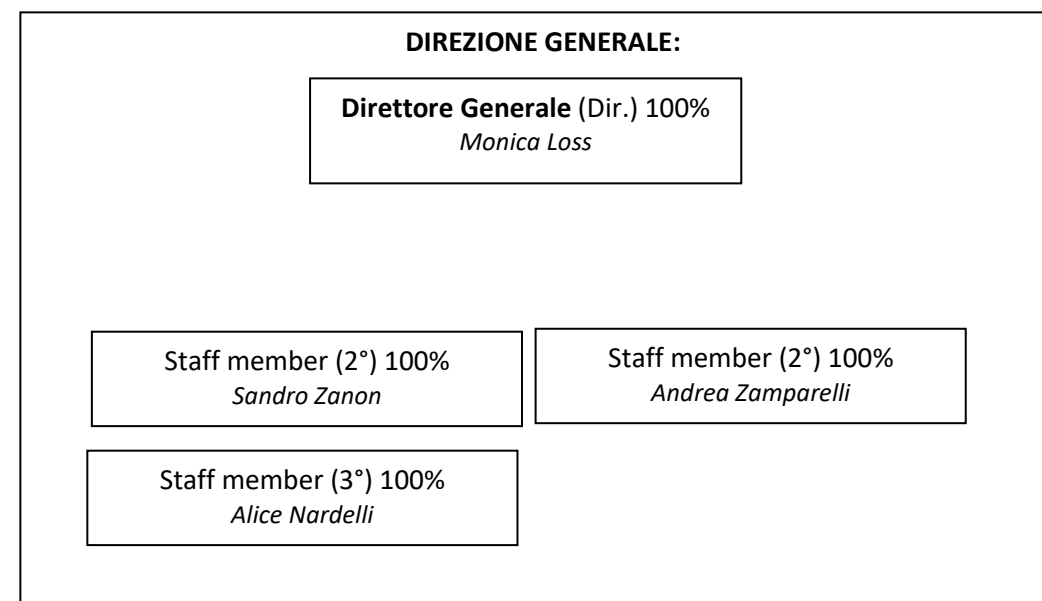 DIREZIONE GENERALE:
Direttore Generale (Dir.) 100%
Monica Loss
Staff member (2°) 100%
Sandro Zanon
Staff member (2°) 100%
Andrea Zamparelli
Staff member (3°) 100%
Alice Nardelli